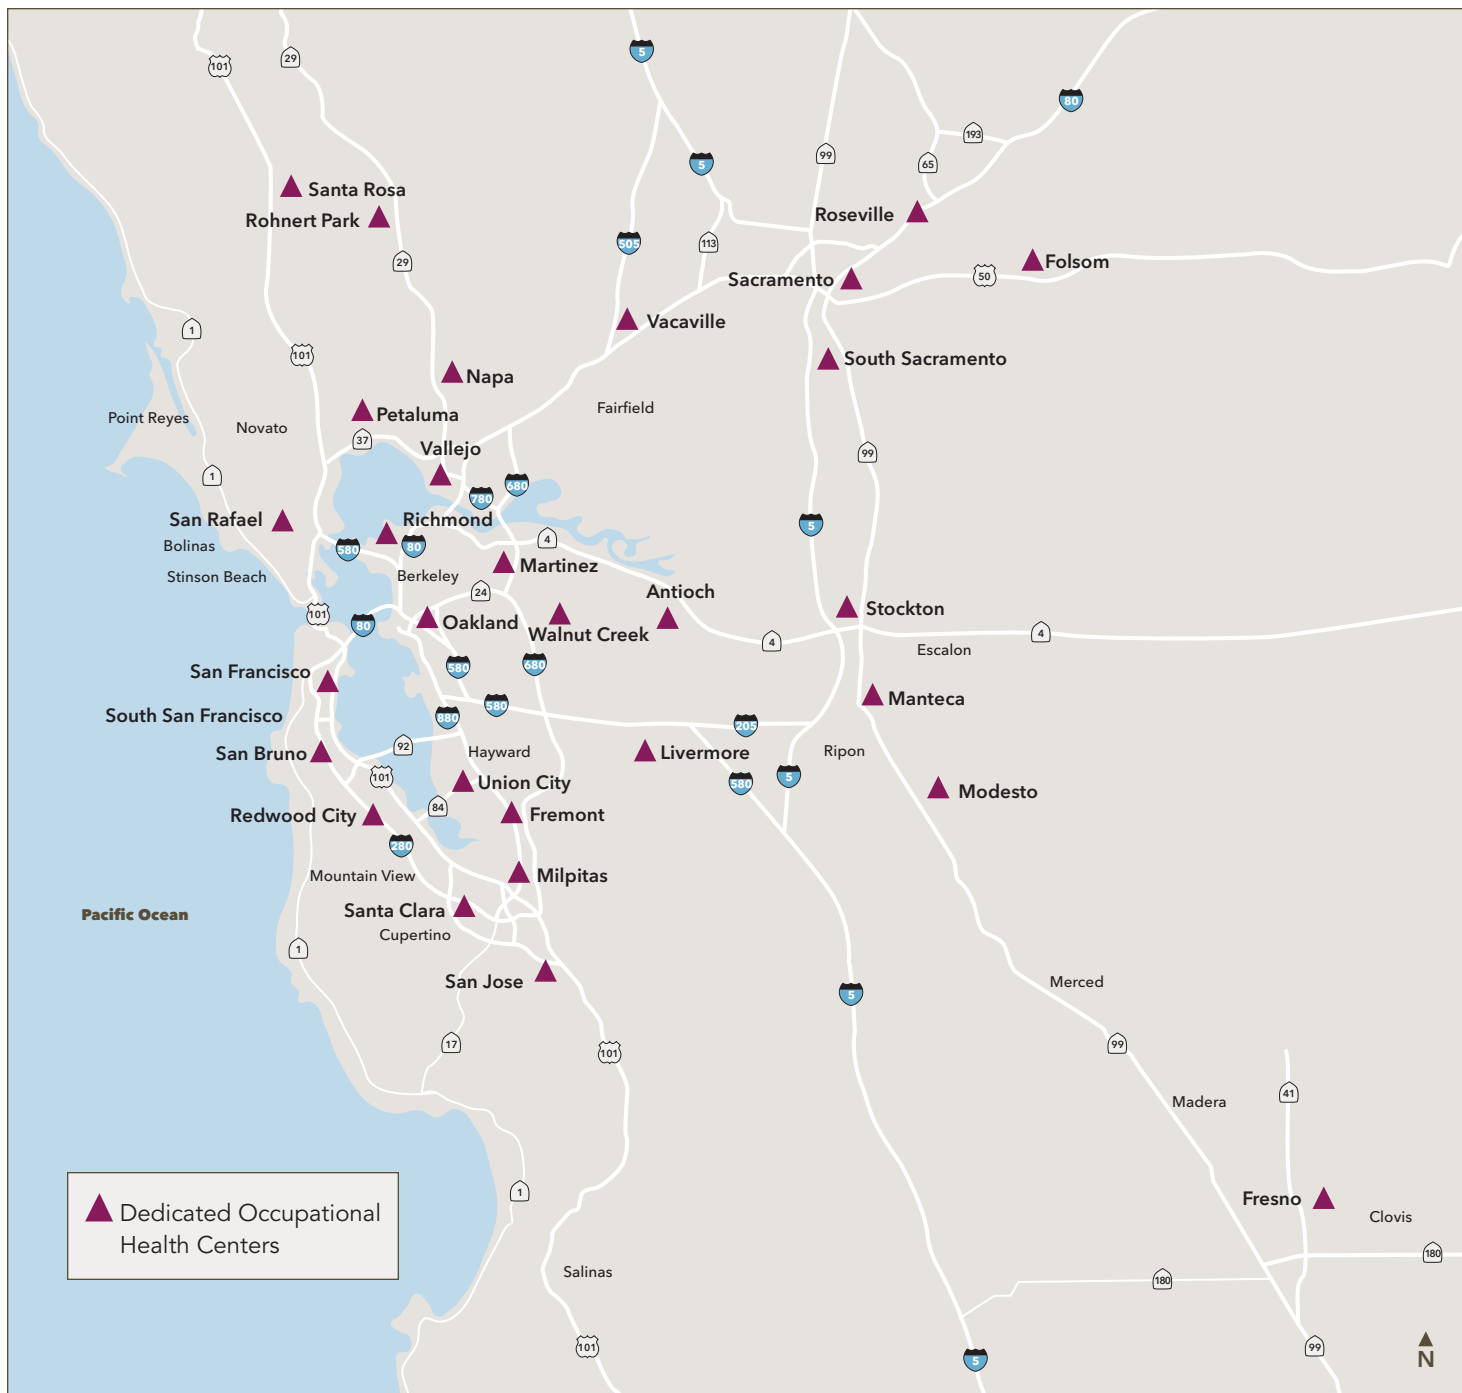 5
101
29
80
193
99
5
65
Santa Rosa
Roseville
Rohnert Park
505
113
29
Folsom
50
Sacramento
Vacaville
1
101
South Sacramento
Napa
Fairfield
Petaluma
Point Reyes
Novato
37
Vallejo
99
1
680
780
San Rafael
Richmond
5
4
Bolinas
580
80
Martinez
Stinson Beach
Berkeley
24
Antioch
101
80
Oakland
Stockton
Walnut Creek
4
4
Escalon
580
680
San Francisco
Manteca
580
South San Francisco
880
205
92
Hayward
San Bruno
Livermore
Ripon
101
5
Union City
580
Modesto
84
Redwood City
Fremont
280
Mountain View
Milpitas
Santa Clara
Pacific Ocean
Cupertino
1
San Jose
Merced
5
17
101
99
41
Madera
1
Fresno
Dedicated Occupational
Health Centers
Clovis
180
Salinas
180
101
99
5
N